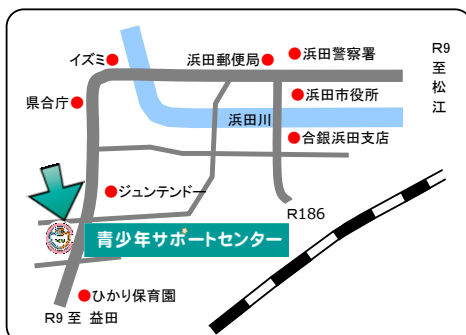 イズミ
浜田郵便局
浜田警察署
R9
至
松
江
県合庁
浜田市役所
浜田川
合銀浜田支店
ジュンテンドー
R186
青少年サポートセンター
ひかり保育園
R9 至 益田